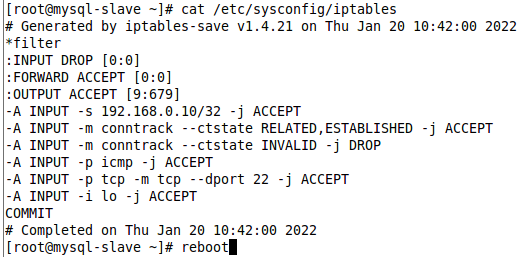 [root@mysql-slave ~]# cat /etc/sysconfig/iptables
# Generated by iptables-save v1.4.21 on Thu Jan 20 10:42:00 2022
*filter
:INPUT DROP [0:0]
:FORWARD ACCEPT [0:0]
:OUTPUT ACCEPT [9:679]
-A INPUT -s 192.168.0.10/32 -j ACCEPT
-A INPUT -m conntrack --ctstate RELATED,ESTABLISHED -j ACCEPT
-A INPUT -m conntrack --ctstate INVALID -j DROP
-A INPUT -p icmp -j ACCEPT
-A INPUT -p tcp -m tcp --dport 22 -j ACCEPT
-A INPUT -i lo -j ACCEPT
COMMIT
# Completed on Thu Jan 20 10:42:00 2022
[root@mysql-slave ~]# reboot